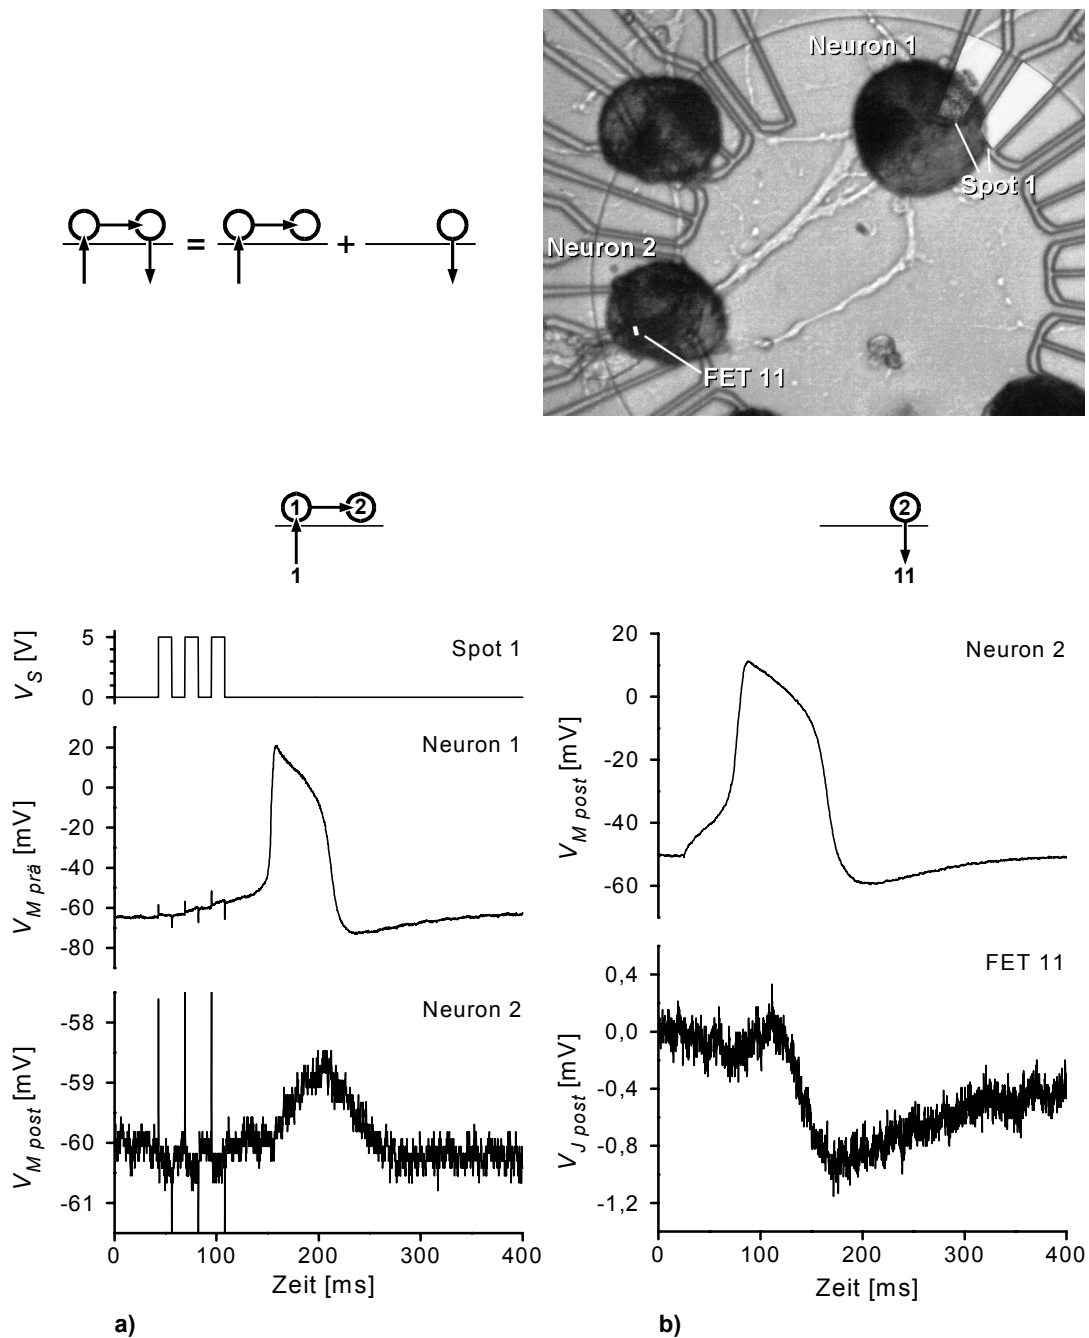 Neuron 1
Spot 1
Neuron 2
FET 11
= +
1 2
1
2
11
V_S [V]
5
0
Spot 1
V_M prä [mV]
20
0
-20
-40
-60
-80
Neuron 1
V_M post [mV]
-58
-59
-60
-61
Neuron 2
0 100 200 300 400
Zeit [ms]
a)
V_M post [mV]
20
0
-20
-40
-60
Neuron 2
V_J post [mV]
0,4
0,0
-0,4
-0,8
-1,2
FET 11
0 100 200 300 400
Zeit [ms]
b)